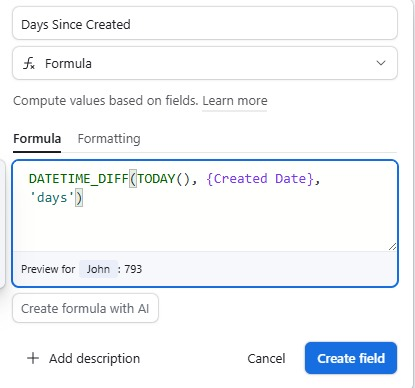 Days Since Created
fx Formula
Compute values based on fields. Learn more
Formula Formatting
DATETIME_DIFF(TODAY(), {Created Date},
'days')
Preview for John : 793
Create formula with AI
+ Add description Cancel Create field